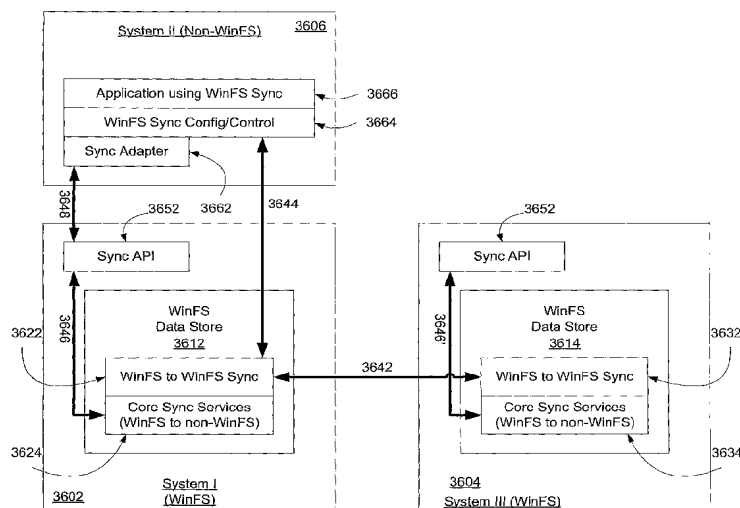 System II (Non-WinFS)
3606
Application using WinFS Sync
3666
WinFS Sync Config/Control
3664
Sync Adapter
3662
3648
3644
3652
Sync API
3646
WinFS
Data Store
3612
3622
WinFS to WinFS Sync
Core Sync Services
(WinFS to non-WinFS)
3624
3602
System I
(WinFS)
3642
3652
Sync API
3646'
WinFS
Data Store
3614
3632
WinFS to WinFS Sync
Core Sync Services
(WinFS to non-WinFS)
3634
3604
System III (WinFS)